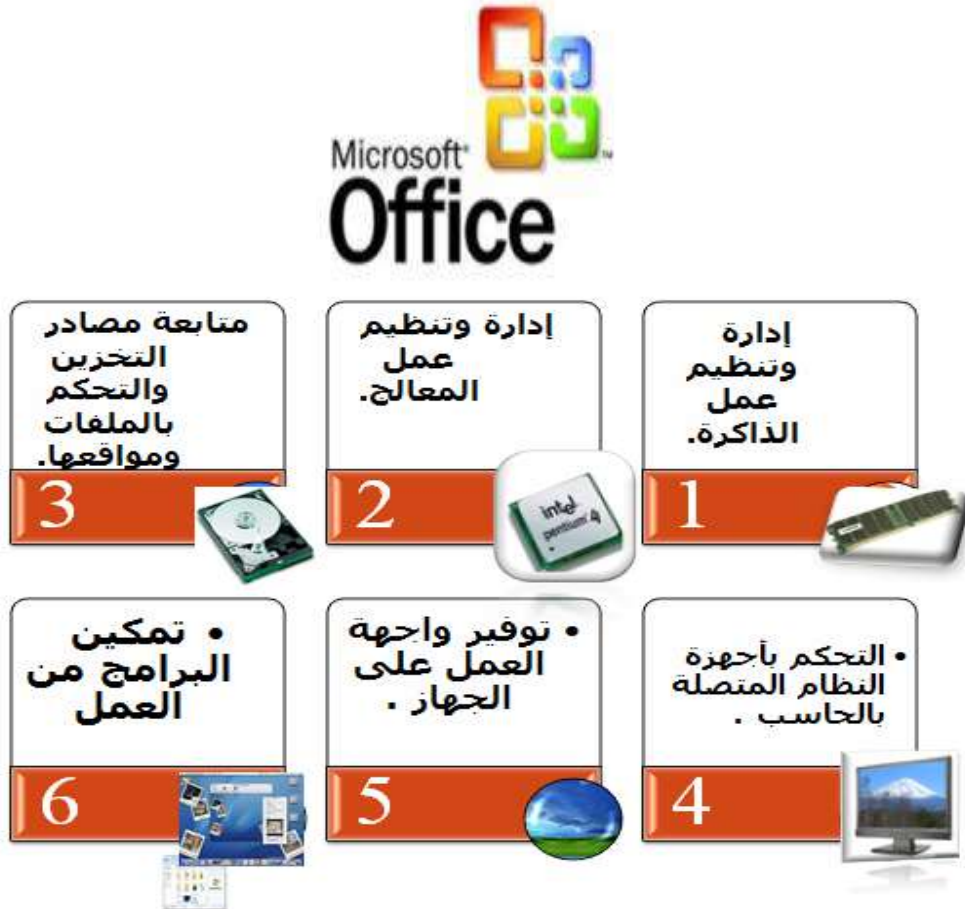 Microsoft®
Office™
إدارة
وتنظيم
عمل
الذاكرة.
1
إدارة وتنظيم
عمل
المعالج.
2
intel
pentium 4
متابعة مصادر
التخزين
والتحكم
بالملفات
ومواقعها.
3
• التحكم بأجهزة
النظام المتصلة
بالحاسب .
4
• توفير واجهة
العمل على
الجهاز .
5
• تمكين
البرامج من
العمل
6